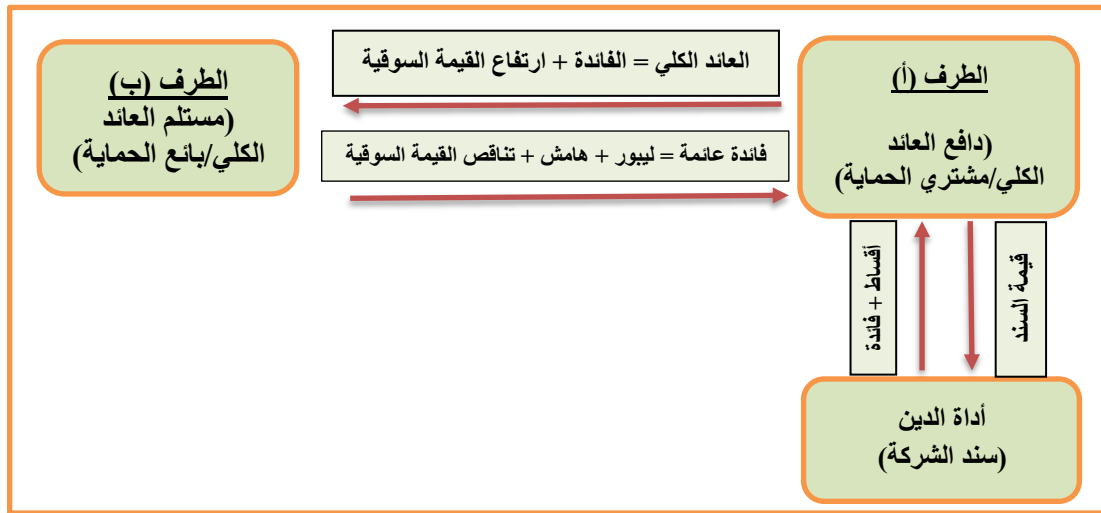 الطرف (أ)
(دافع العائد
الكلي/مشتري الحماية)
العائد الكلي = الفائدة + ارتفاع القيمة السوقية
فائدة عائمة = ليبور + هامش + تناقص القيمة السوقية
الطرف (ب)
(مستلم العائد
الكلي/بائع الحماية)
قيمة السند
أقساط + فائدة
أداة الدين
(سند الشركة)